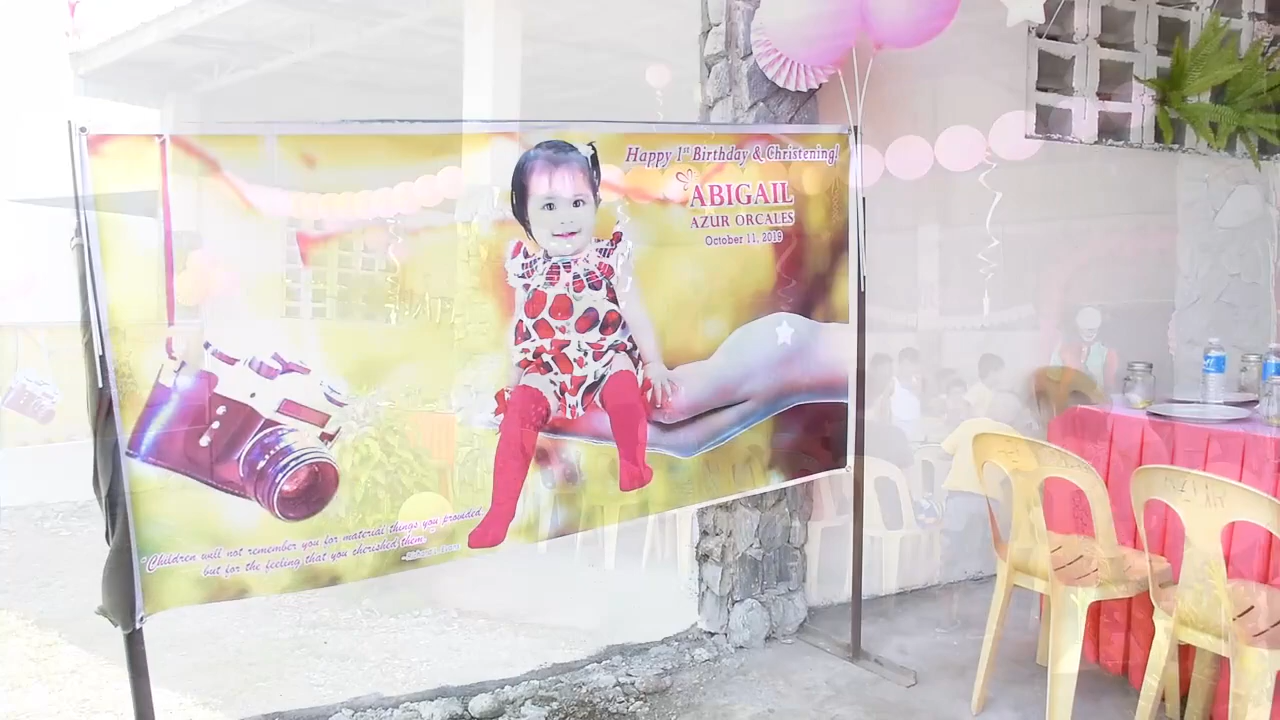 Happy 1st Birthday & Christening!
ABIGAIL
AZUR ORCALES
October 11, 2019
"Children will not remember you for material things you provided,
but for the feeling that you cherished them."